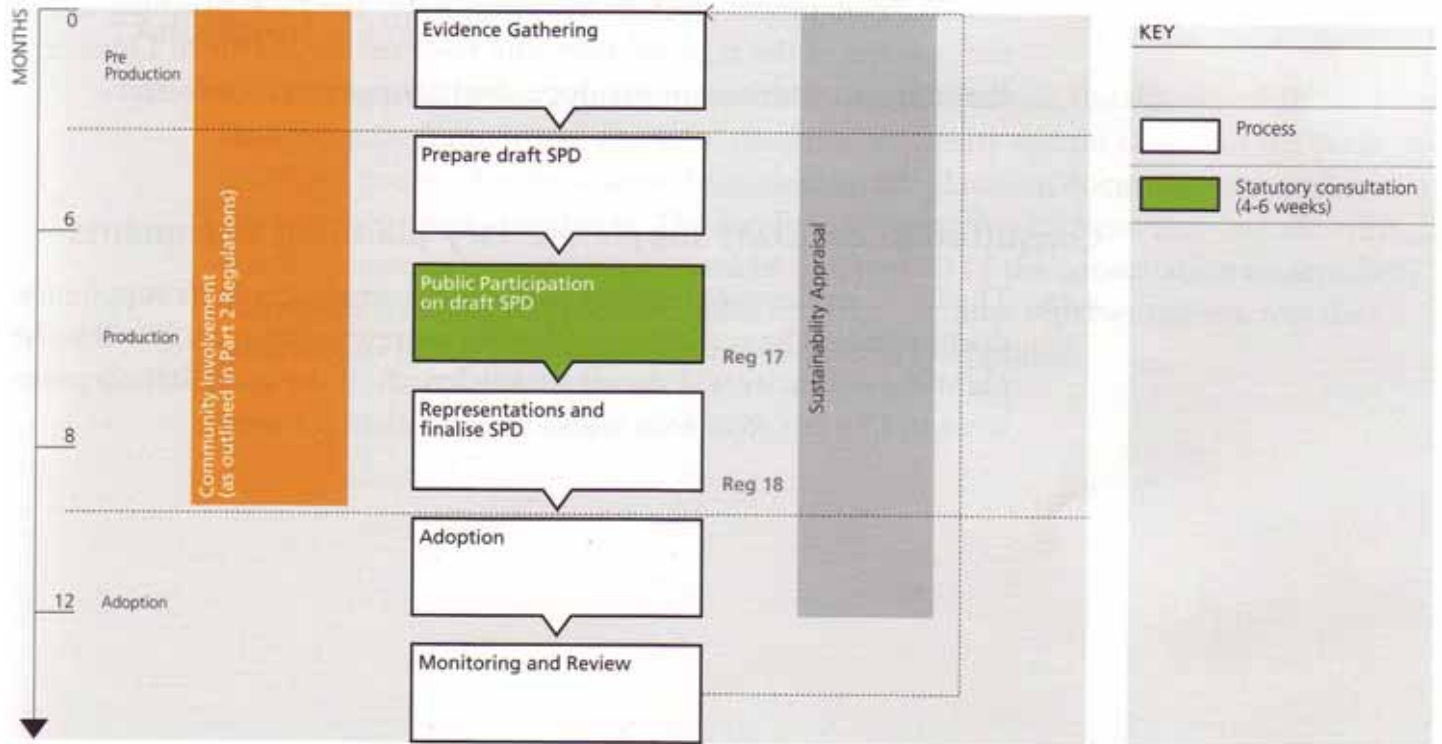 MONTHS
0
6
8
12
Pre
Production
Production
Adoption
Community Involvement
(as outlined in Part 2 Regulations)
Evidence Gathering
Prepare draft SPD
Public Participation
on draft SPD
Reg 17
Representations and
finalise SPD
Reg 18
Adoption
Monitoring and Review
Sustainability Appraisal
KEY
Process
Statutory consultation
(4-6 weeks)